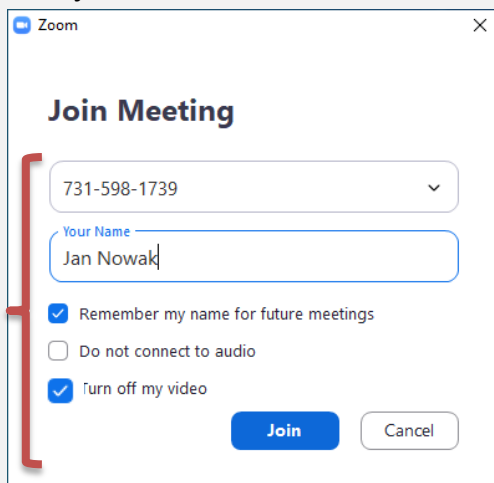 Zoom
Join Meeting
731-598-1739
Your Name
Jan Nowak
Remember my name for future meetings
Do not connect to audio
Turn off my video
Join Cancel